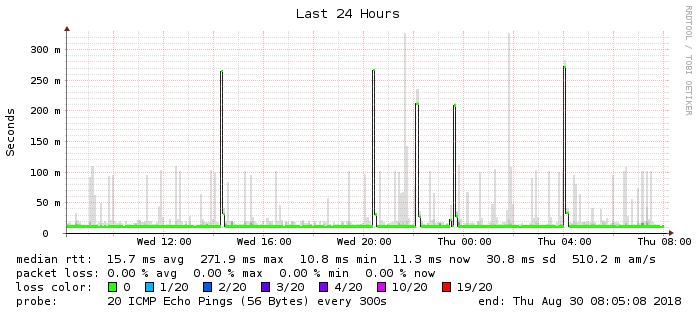 Last 24 Hours
RRDTOOL / TOBI OETIKER
Seconds
300 m
250 m
200 m
150 m
100 m
50 m
0
Wed 12:00 Wed 16:00 Wed 20:00 Thu 00:00 Thu 04:00 Thu 08:00
median rtt: 15.7 ms avg 271.9 ms max 10.8 ms min 11.3 ms now 30.8 ms sd 510.2 m am/s
packet loss: 0.00 % avg 0.00 % max 0.00 % min 0.00 % now
loss color: 0 1/20 2/20 3/20 4/20 10/20 19/20
probe: 20 ICMP Echo Pings (56 Bytes) every 300s end: Thu Aug 30 08:05:08 2018